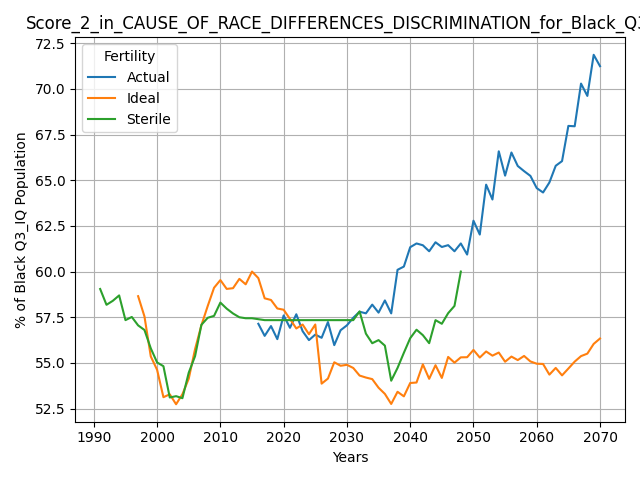 Score_2_in_CAUSE_OF_RACE_DIFFERENCES_DISCRIMINATION_for_Black_Q3
Fertility
Actual
Ideal
Sterile
72.5
70.0
67.5
65.0
62.5
60.0
57.5
55.0
52.5
% of Black Q3_IQ Population
1990 2000 2010 2020 2030 2040 2050 2060 2070
Years